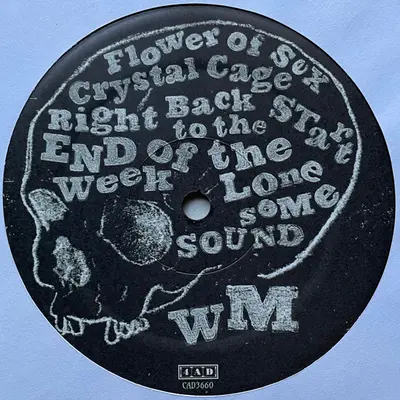 Flower Of Sex
Crystal Cage
Right Back
to the START
END of the
Week Lone
some
SOUND
WM
4AD
CAD3660